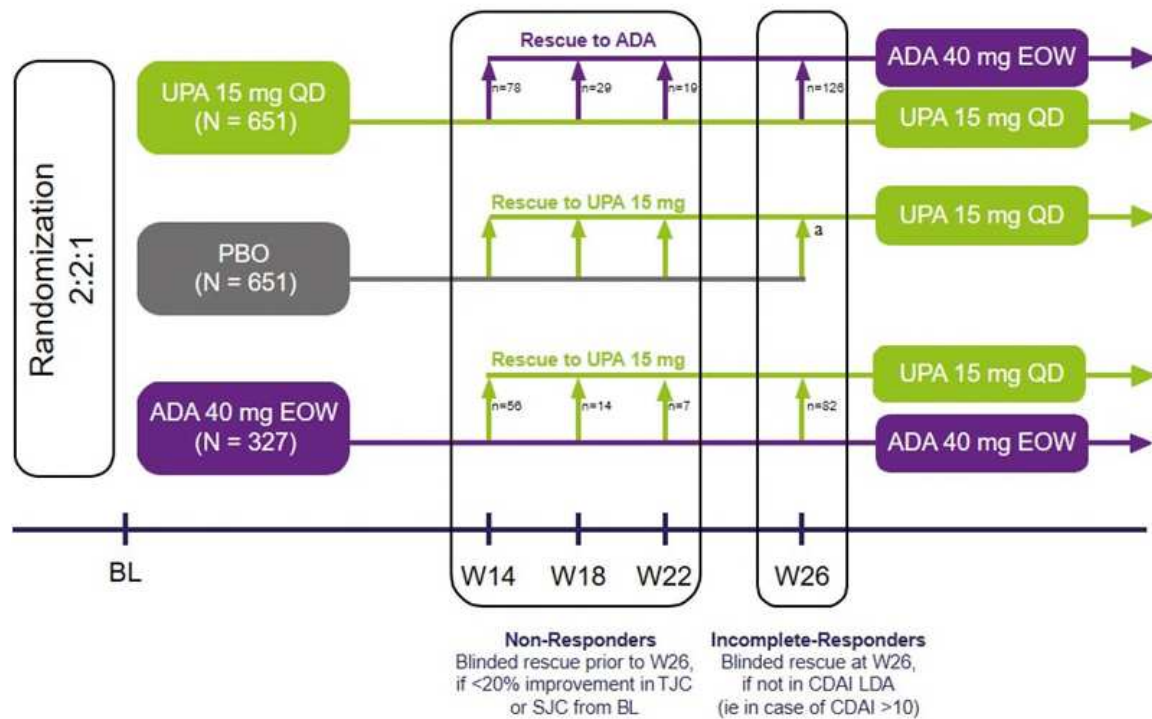 Randomization
2:2:1
UPA 15 mg QD
(N = 651)
Rescue to ADA
n=78
n=29
n=19
n=126
ADA 40 mg EOW
UPA 15 mg QD
PBO
(N = 651)
Rescue to UPA 15 mg
a
UPA 15 mg QD
ADA 40 mg EOW
(N = 327)
Rescue to UPA 15 mg
n=56
n=14
n=7
n=82
UPA 15 mg QD
ADA 40 mg EOW
BL
W14
W18
W22
W26
Non-Responders
Blinded rescue prior to W26,
if <20% improvement in TJC
or SJC from BL
Incomplete-Responders
Blinded rescue at W26,
if not in CDAI LDA
(ie in case of CDAI >10)